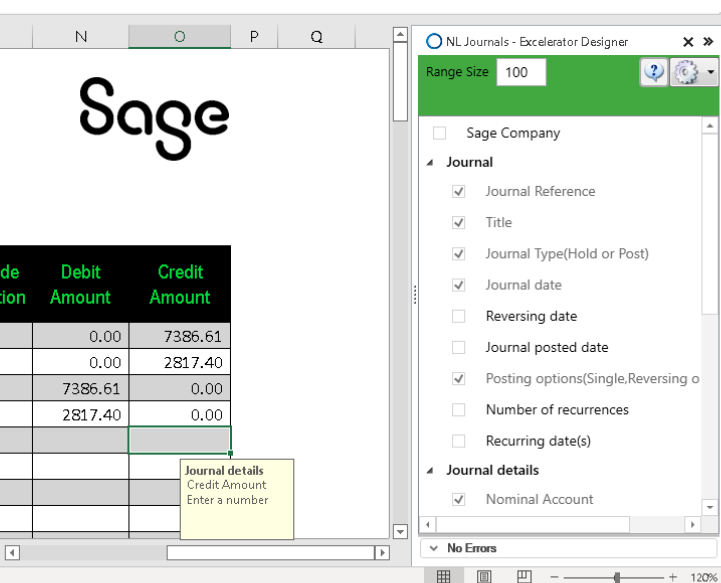 N O P Q
Sage
de Debit Credit
tion Amount Amount
0.00 7386.61
0.00 2817.40
7386.61 0.00
2817.40 0.00
Journal details
Credit Amount
Enter a number
NL Journals - Excelerator Designer
Range Size 100
Sage Company
Journal
Journal Reference
Title
Journal Type(Hold or Post)
Journal date
Reversing date
Journal posted date
Posting options(Single,Reversing o
Number of recurrences
Recurring date(s)
Journal details
Nominal Account
No Errors
120%